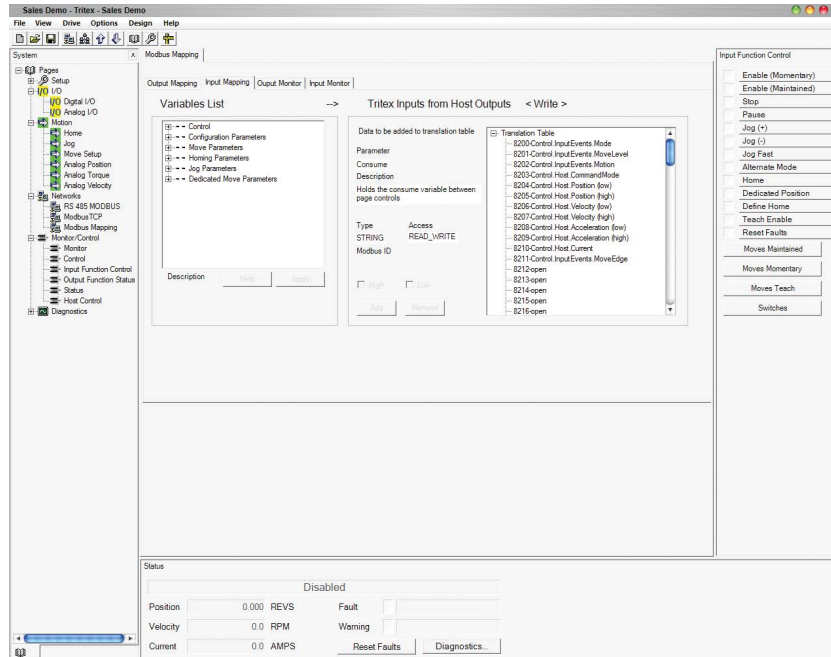 Sales Demo - Tritex - Sales Demo
File View Drive Options Design Help
System x
Pages
Setup
I/O I/O
I/O Digital I/O
I/O Analog I/O
Motion
Home
Jog
Move Setup
Analog Position
Analog Torque
Analog Velocity
Networks
RS 485 MODBUS
ModbusTCP
Modbus Mapping
Monitor/Control
Monitor
Control
Input Function Control
Output Function Status
Status
Host Control
Diagnostics
Modbus Mapping
Output Mapping Input Mapping Ouput Monitor Input Monitor
Variables List --> Tritex Inputs from Host Outputs < Write >
Control
Configuration Parameters
Move Parameters
Homing Parameters
Jog Parameters
Dedicated Move Parameters
Description Help Apply
Data to be added to translation table
Parameter
Consume
Description
Holds the consume variable between
page controls
Type Access
STRING READ_WRITE
Modbus ID
High Low
Add Remove
Translation Table
8200-Control.InputEvents.Mode
8201-Control.InputEvents.MoveLevel
8202-Control.InputEvents.Motion
8203-Control.Host.CommandMode
8204-Control.Host.Position (low)
8205-Control.Host.Position (high)
8206-Control.Host.Velocity (low)
8207-Control.Host.Velocity (high)
8208-Control.Host.Acceleration (low)
8209-Control.Host.Acceleration (high)
8210-Control.Host.Current
8211-Control.InputEvents.MoveEdge
8212-open
8213-open
8214-open
8215-open
8216-open
Input Function Control
Enable (Momentary)
Enable (Maintained)
Stop
Pause
Jog (+)
Jog (-)
Jog Fast
Alternate Mode
Home
Dedicated Position
Define Home
Teach Enable
Reset Faults
Moves Maintained
Moves Momentary
Moves Teach
Switches
Status
Disabled
Position 0.000 REVS Fault
Velocity 0.0 RPM Warning
Current 0.0 AMPS Reset Faults Diagnostics...